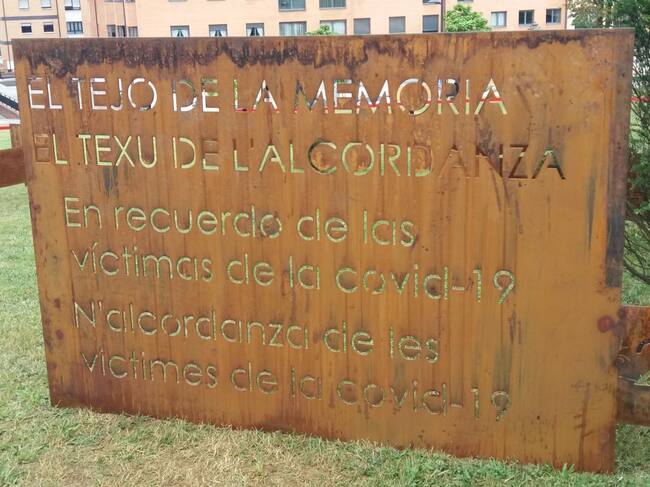 EL TEJO DE LA MEMORIA
EL TEXU DE L'ALCORDANZA
En recuerdo de las
víctimas de la covid-19
N'alcordanza de les
víctimes de la covid-19